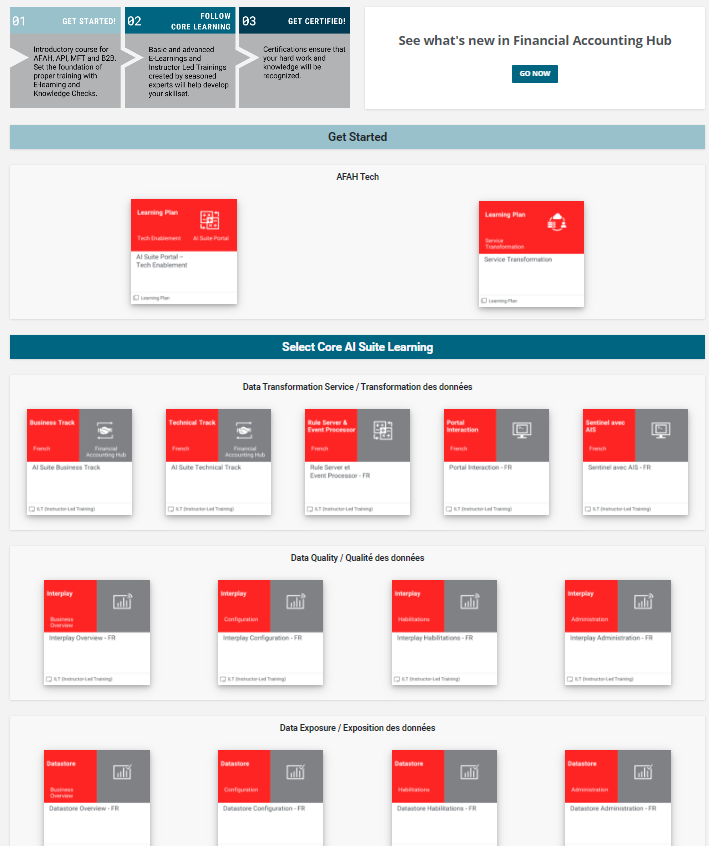 01 GET STARTED!
Introductory course for
AFAH, API, MFT and B2B.
Set the foundation of
proper training with
E-learning and
Knowledge Checks.
02 FOLLOW
CORE LEARNING
Basic and advanced
E-Learnings and
Instructor Led Trainings
created by seasoned
experts will help develop
your skillset.
03 GET CERTIFIED!
Certifications ensure that
your hard work and
knowledge will be
recognized.
See what's new in Financial Accounting Hub
GO NOW
Get Started
AFAH Tech
Learning Plan
Tech Enablement AI Suite Portal
AI Suite Portal –
Tech Enablement
Learning Plan
Learning Plan
Service
Transformation
Service Transformation
Learning Plan
Select Core AI Suite Learning
Data Transformation Service / Transformation des données
Business Track
French
Financial
Accounting Hub
AI Suite Business Track
ILT (Instructor-Led Training)
Technical Track
French
Financial
Accounting Hub
AI Suite Technical Track
ILT (Instructor-Led Training)
Rule Server &
Event Processor
French
Rule Server et
Event Processor - FR
ILT (Instructor-Led Training)
Portal
Interaction
French
Portal Interaction - FR
ILT (Instructor-Led Training)
Sentinel avec
AIS
French
Sentinel avec AIS - FR
ILT (Instructor-Led Training)
Data Quality / Qualité des données
Interplay
Business
Overview
Interplay Overview - FR
ILT (Instructor-Led Training)
Interplay
Configuration
Interplay Configuration - FR
ILT (Instructor-Led Training)
Interplay
Habilitations
Interplay Habilitations - FR
ILT (Instructor-Led Training)
Interplay
Administration
Interplay Administration - FR
ILT (Instructor-Led Training)
Data Exposure / Exposition des données
Datastore
Business
Overview
Datastore Overview - FR
Datastore
Configuration
Datastore Configuration - FR
Datastore
Habilitations
Datastore Habilitations - FR
Datastore
Administration
Datastore Administration - FR